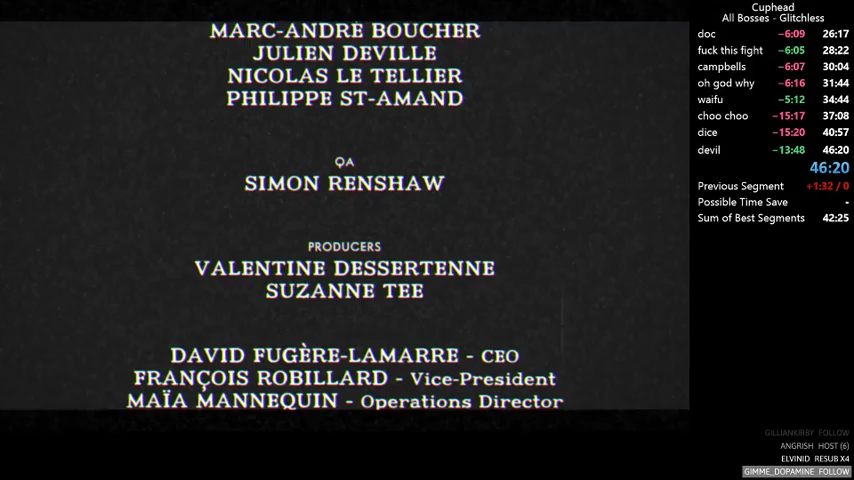 MARC-ANDRÉ BOUCHER
JULIEN DEVILLE
NICOLAS LE TELLIER
PHILIPPE ST-AMAND
QA
SIMON RENSHAW
PRODUCERS
VALENTINE DESSERTENNE
SUZANNE TEE
DAVID FUGÈRE-LAMARRE - CEO
FRANÇOIS ROBILLARD - Vice-President
MAÏA MANNEQUIN - Operations Director
Cuphead
All Bosses - Glitchless
doc -6:09 26:17
fuck this fight -6:05 28:22
campbells -6:07 30:04
oh god why -6:16 31:44
waifu -5:12 34:44
choo choo -15:17 37:08
dice -15:20 40:57
devil -13:48 46:20
46:20
Previous Segment +1:32 / 0
Possible Time Save -
Sum of Best Segments 42:25
GILLIANKIRBY FOLLOW
ANGRISH HOST (6)
ELVINID RESUB X4
GIMME_DOPAMINE FOLLOW